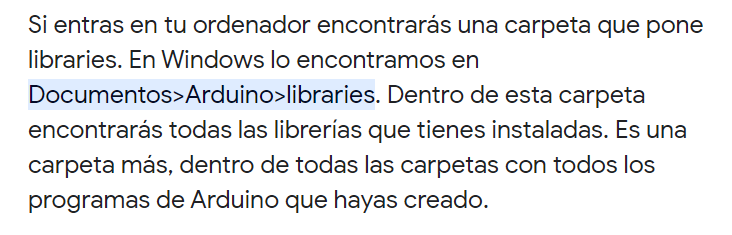 Si entras en tu ordenador encontrarás una carpeta que pone
libraries. En Windows lo encontramos en
Documentos>Arduino>libraries. Dentro de esta carpeta
encontrarás todas las librerías que tienes instaladas. Es una
carpeta más, dentro de todas las carpetas con todos los
programas de Arduino que hayas creado.